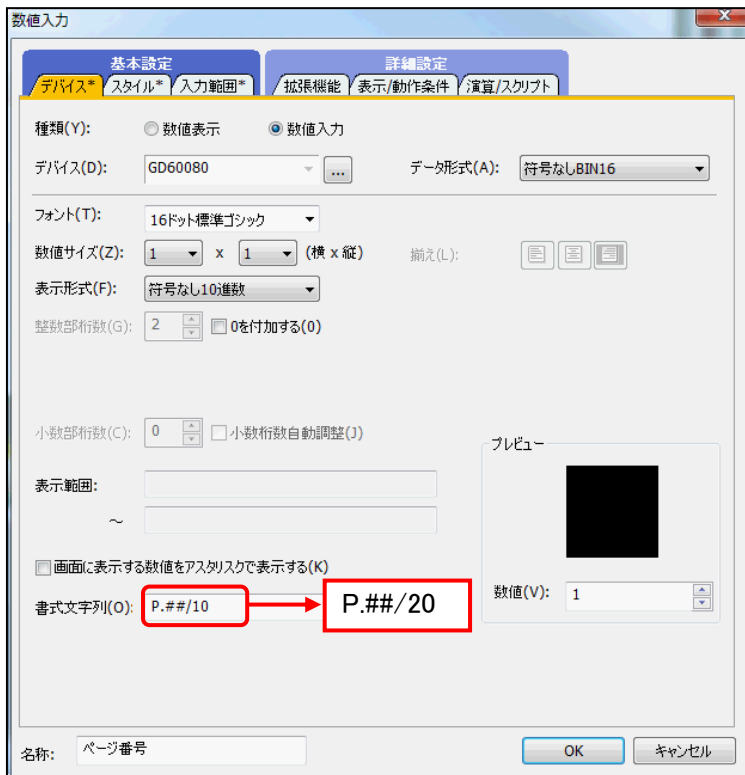 数値入力
基本設定
詳細設定
デバイス* スタイル* 入力範囲* 拡張機能 表示/動作条件 演算/スクリプト
種類(Y): 数値表示 数値入力
デバイス(D): GD60080 ... データ形式(A): 符号なしBIN16
フォント(T): 16ドット標準ゴシック
数値サイズ(Z): 1 x 1 (横 x 縦) 揃え(L):
表示形式(F): 符号なし10進数
整数部桁数(G): 2 0を付加する(0)
小数部桁数(C): 0 小数桁数自動調整(J)
プレビュー
表示範囲:
～
画面に表示する数値をアスタリスクで表示する(K)
書式文字列(O): P.##/10 P.##/20 数値(V): 1
名称: ページ番号 OK キャンセル